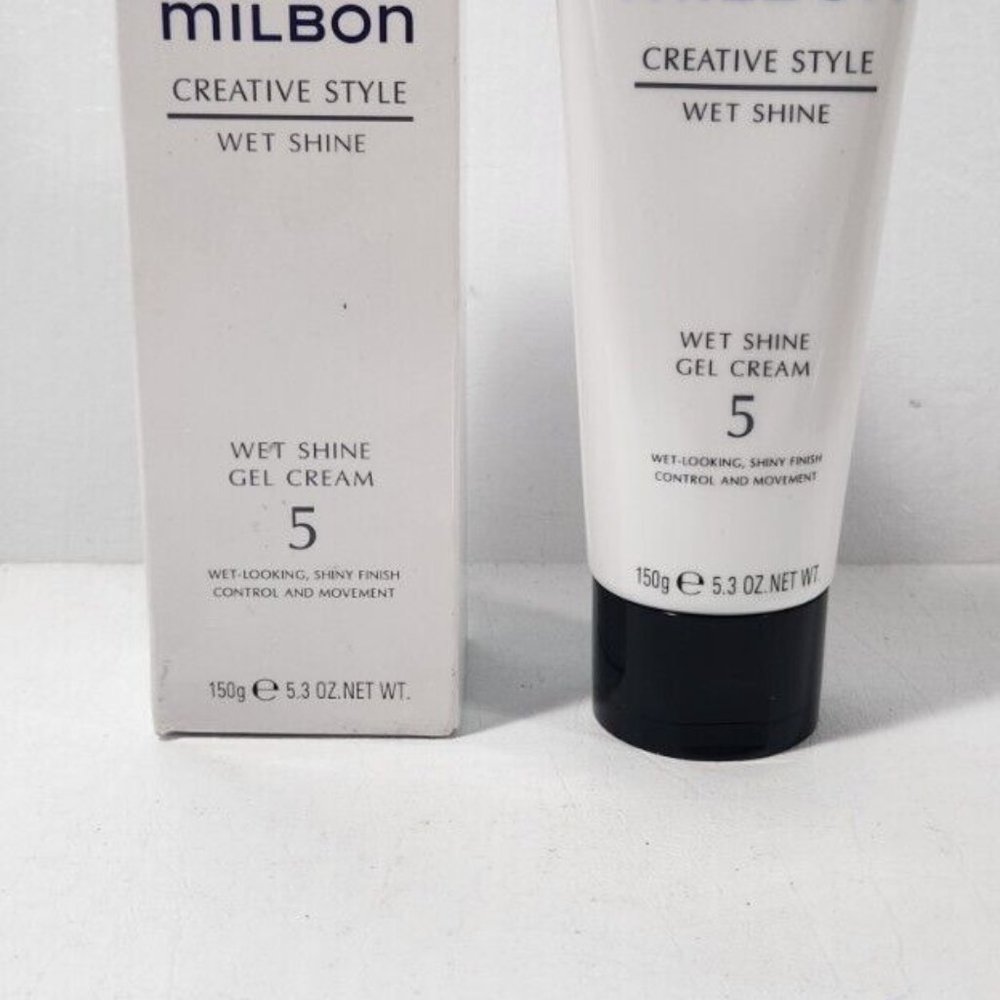 milbon
CREATIVE STYLE
WET SHINE
WET SHINE
GEL CREAM
5
WET-LOOKING, SHINY FINISH
CONTROL AND MOVEMENT
150g ℮ 5.3 OZ.NET WT.
CREATIVE STYLE
WET SHINE
WET SHINE
GEL CREAM
5
WET-LOOKING, SHINY FINISH
CONTROL AND MOVEMENT
150g ℮ 5.3 OZ.NET WT.